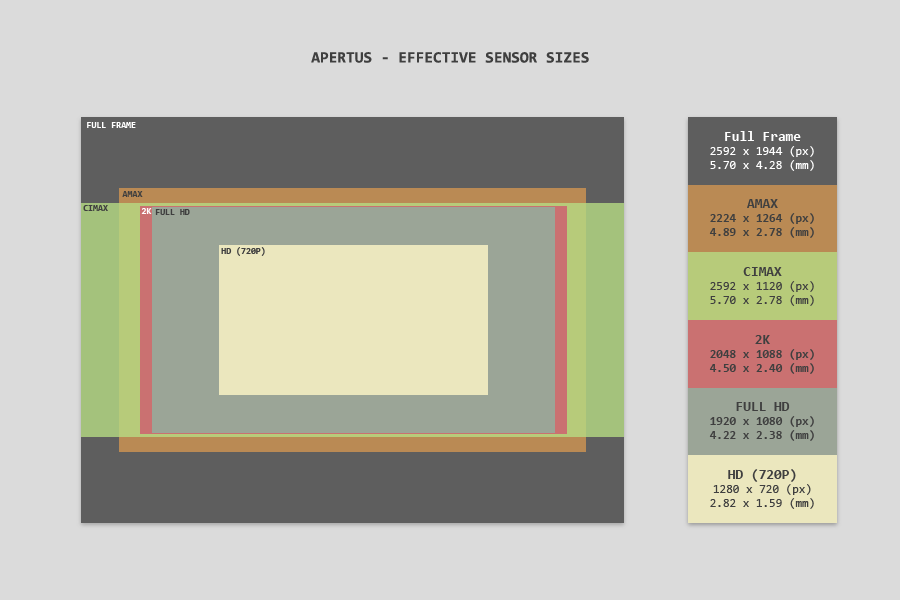 APERTUS - EFFECTIVE SENSOR SIZES
FULL FRAME
AMAX
CIMAX
2K
FULL HD
HD (720P)
Full Frame
2592 x 1944 (px)
5.70 x 4.28 (mm)
AMAX
2224 x 1264 (px)
4.89 x 2.78 (mm)
CIMAX
2592 x 1120 (px)
5.70 x 2.78 (mm)
2K
2048 x 1088 (px)
4.50 x 2.40 (mm)
FULL HD
1920 x 1080 (px)
4.22 x 2.38 (mm)
HD (720P)
1280 x 720 (px)
2.82 x 1.59 (mm)